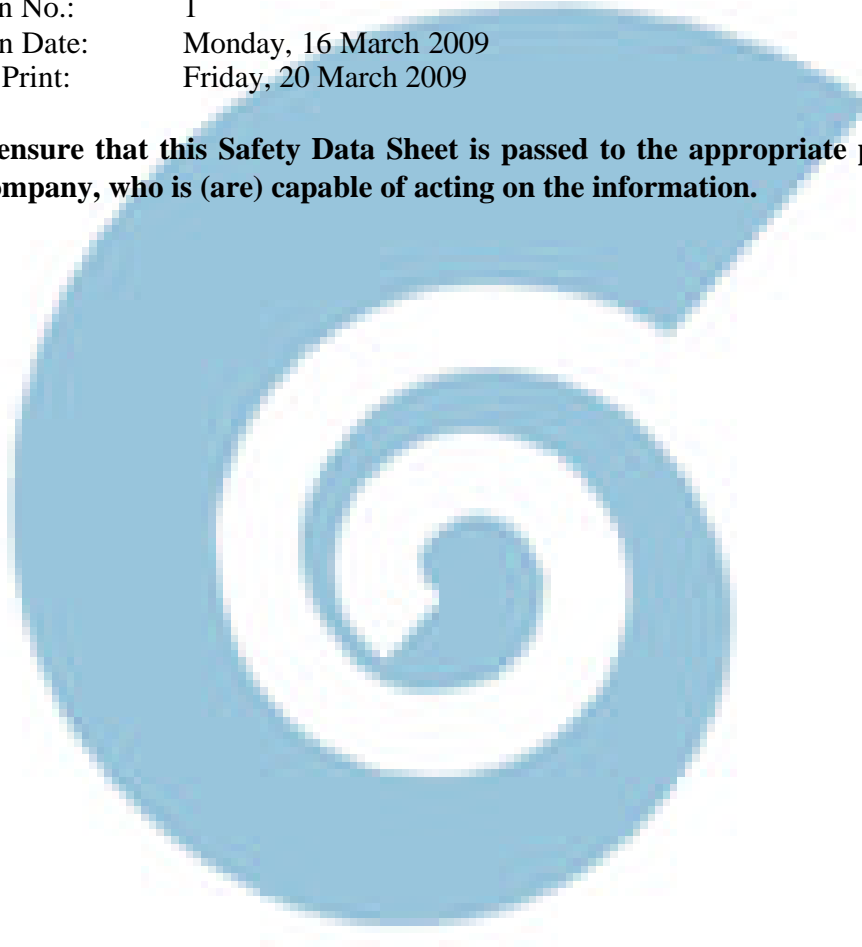 n No.: 1
n Date: Monday, 16 March 2009
Print: Friday, 20 March 2009
ensure that this Safety Data Sheet is passed to the appropriate p
ompany, who is (are) capable of acting on the information.